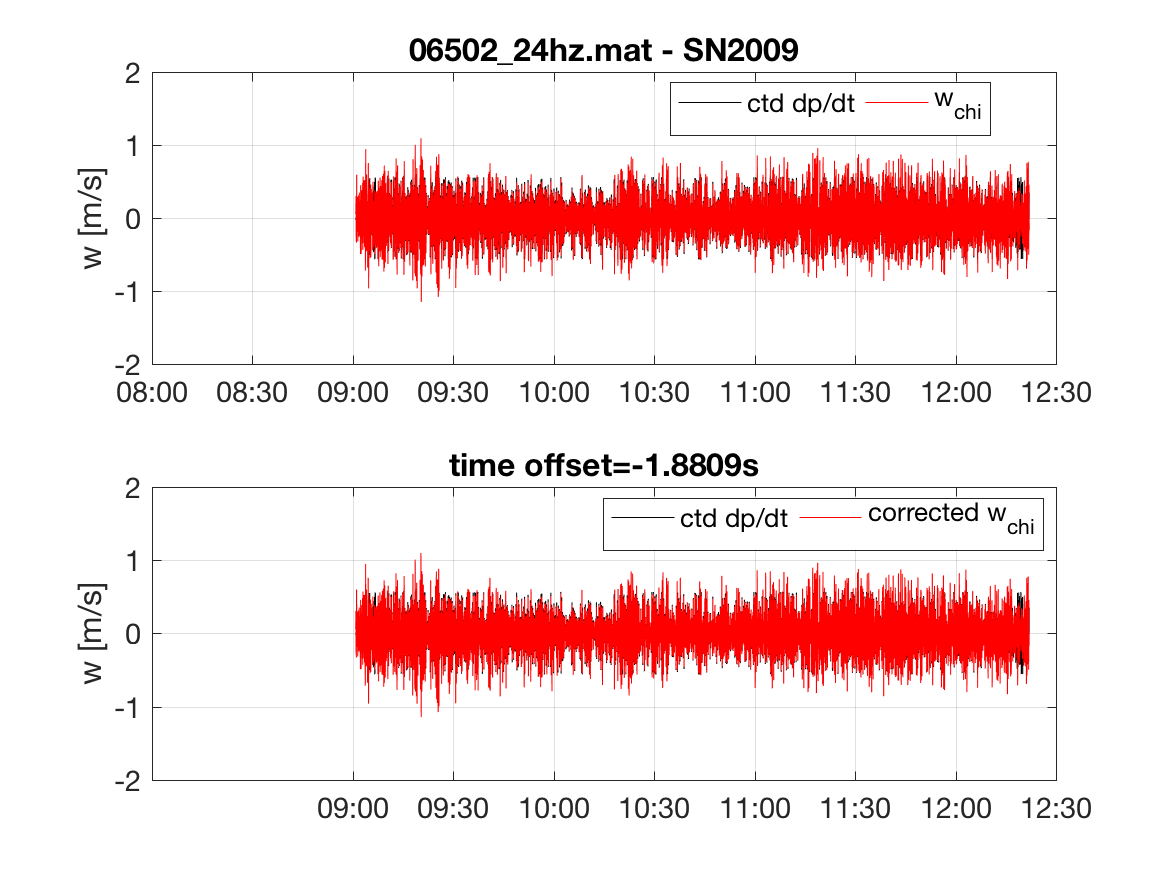 06502_24hz.mat - SN2009
ctd dp/dt w_chi
2
1
0
-1
-2
w [m/s]
08:00 08:30 09:00 09:30 10:00 10:30 11:00 11:30 12:00 12:30
time offset=-1.8809s
ctd dp/dt corrected w_chi
2
1
0
-1
-2
w [m/s]
09:00 09:30 10:00 10:30 11:00 11:30 12:00 12:30